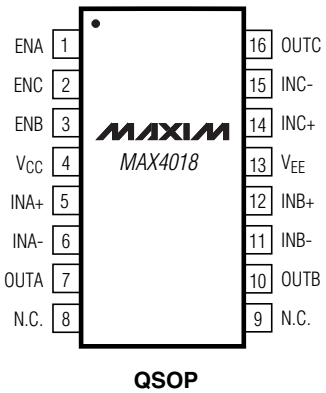 ENA 1 16 OUTC
ENC 2 15 INC-
ENB 3 14 INC+
MAXIM
VCC 4 MAX4018 13 VEE
INA+ 5 12 INB+
INA- 6 11 INB-
OUTA 7 10 OUTB
N.C. 8 9 N.C.
QSOP